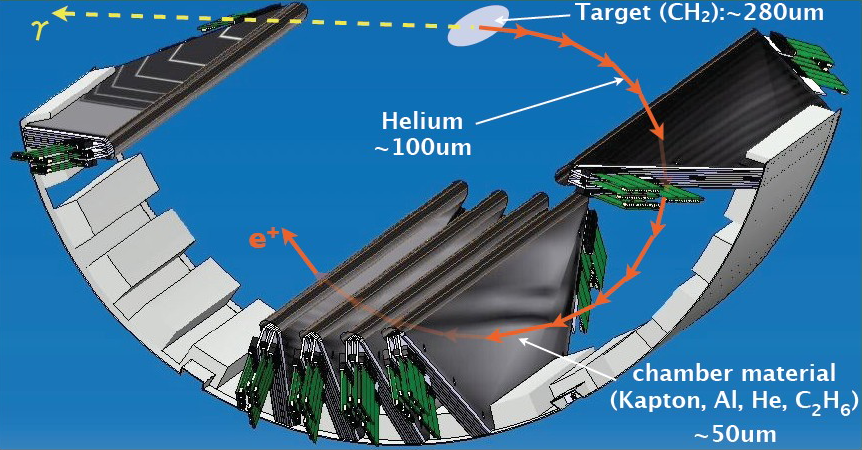 γ
Target (CH₂):~280um
Helium
~100um
e⁺
chamber material
(Kapton, Al, He, C₂H₆)
~50um